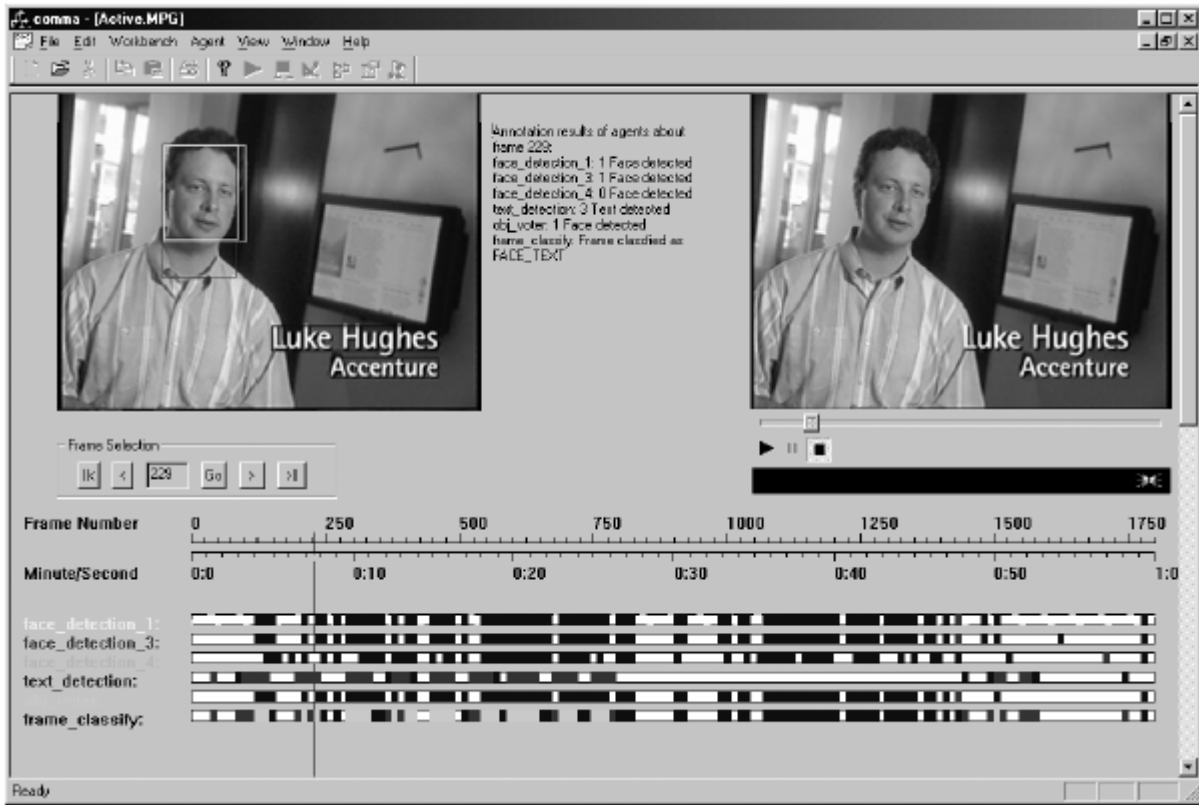 comma - [Active.MPG]
File Edit Workbench Agent View Window Help
Annotation results of agents about
frame 229:
face_detection_1: 1 Face detected
face_detection_3: 1 Face detected
face_detection_4: 0 Face detected
text_detection: 3 Text detected
obj_voter: 1 Face detected
frame_classify: Frame classified as
FACE_TEXT
Luke Hughes
Accenture
Luke Hughes
Accenture
Frame Selection
|< < 229 Go > >|
Frame Number 0 250 500 750 1000 1250 1500 1750
Minute/Second 0:0 0:10 0:20 0:30 0:40 0:50 1:0
face_detection_1:
face_detection_3:
face_detection_4:
text_detection:
frame_classify:
Ready